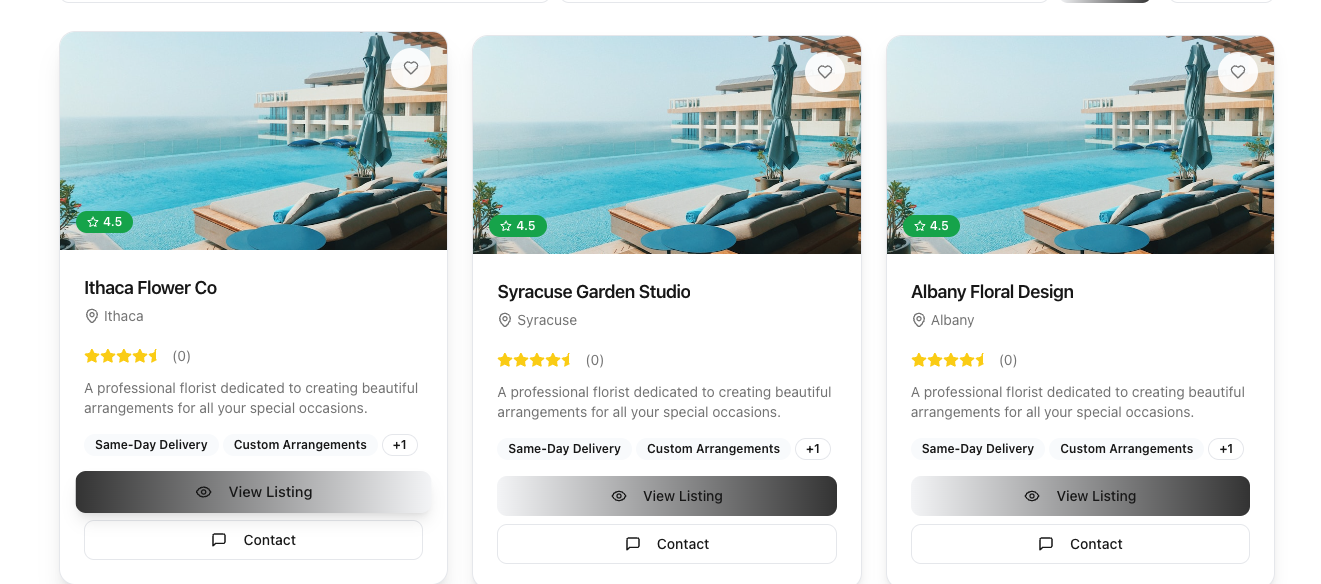 4.5
Ithaca Flower Co
Ithaca
(0)
A professional florist dedicated to creating beautiful
arrangements for all your special occasions.
Same-Day Delivery
Custom Arrangements
+1
View Listing
Contact
4.5
Syracuse Garden Studio
Syracuse
(0)
A professional florist dedicated to creating beautiful
arrangements for all your special occasions.
Same-Day Delivery
Custom Arrangements
+1
View Listing
Contact
4.5
Albany Floral Design
Albany
(0)
A professional florist dedicated to creating beautiful
arrangements for all your special occasions.
Same-Day Delivery
Custom Arrangements
+1
View Listing
Contact